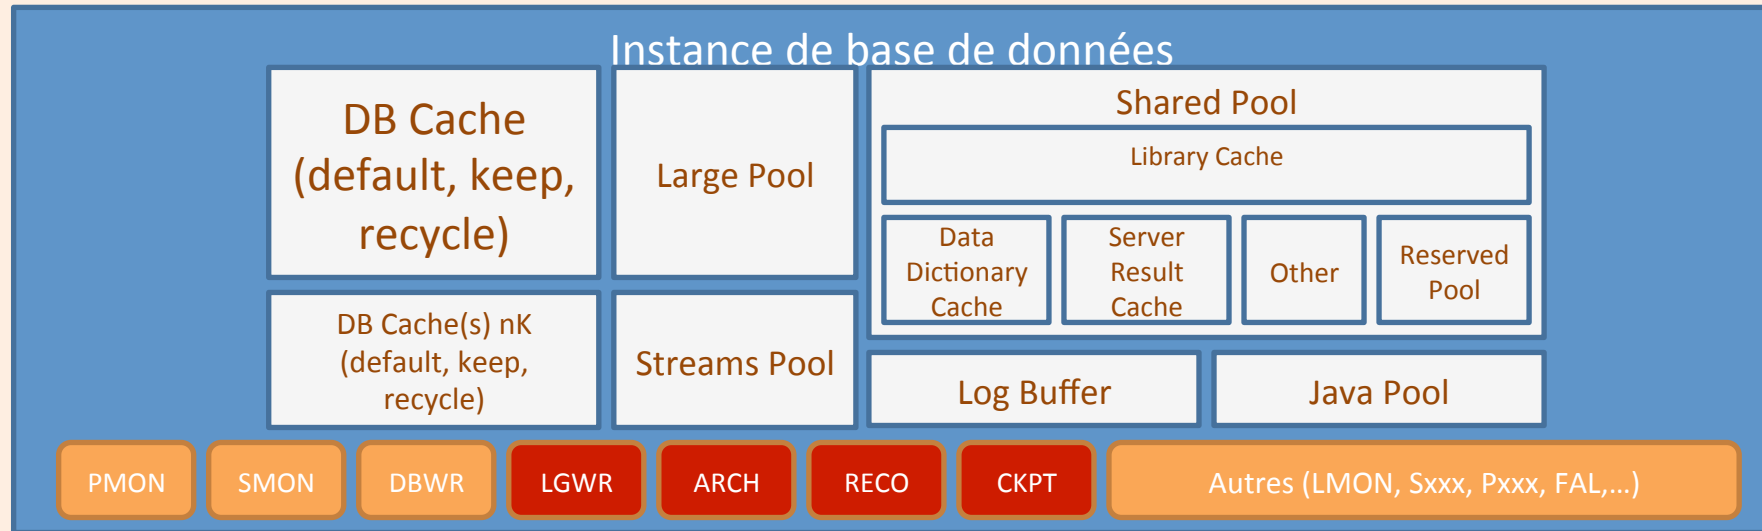 Instance de base de données
DB Cache
(default, keep,
recycle)
Large Pool
Shared Pool
Library Cache
Data
Dictionary
Cache
Server
Result
Cache
Other
Reserved
Pool
DB Cache(s) nK
(default, keep,
recycle)
Streams Pool
Log Buffer
Java Pool
PMON
SMON
DBWR
LGWR
ARCH
RECO
CKPT
Autres (LMON, Sxxx, Pxxx, FAL,...)